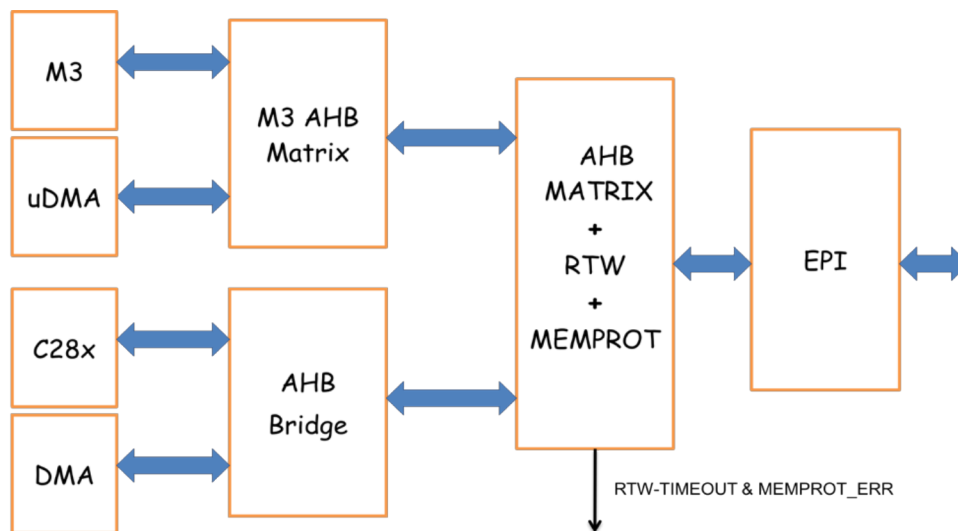 M3
uDMA
M3 AHB
Matrix
C28x
DMA
AHB
Bridge
AHB
MATRIX
+
RTW
+
MEMPROT
EPI
RTW-TIMEOUT & MEMPROT_ERR